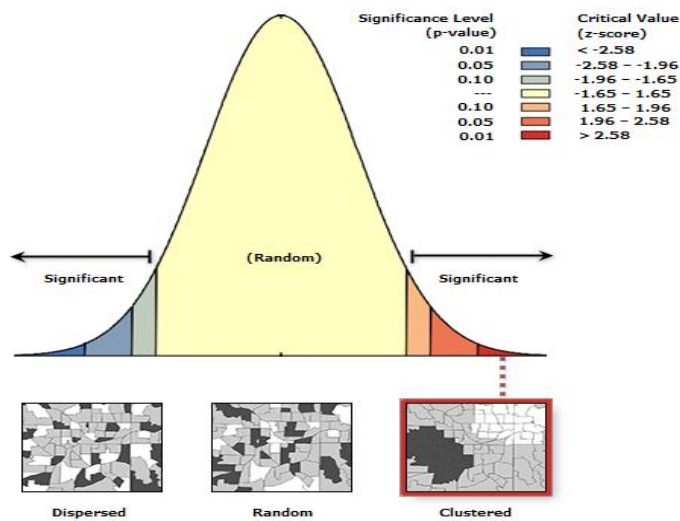 Significance Level
(p-value)
Critical Value
(z-score)
0.01 < -2.58
0.05 -2.58 – -1.96
0.10 -1.96 – -1.65
--- -1.65 – 1.65
0.10 1.65 – 1.96
0.05 1.96 – 2.58
0.01 > 2.58
Significant
(Random)
Significant
Dispersed
Random
Clustered